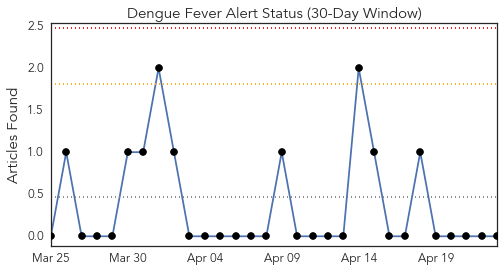 Dengue Fever Alert Status (30-Day Window)
2.5
2.0
1.5
1.0
0.5
0.0
Articles Found
Mar 25 Mar 30 Apr 04 Apr 09 Apr 14 Apr 19